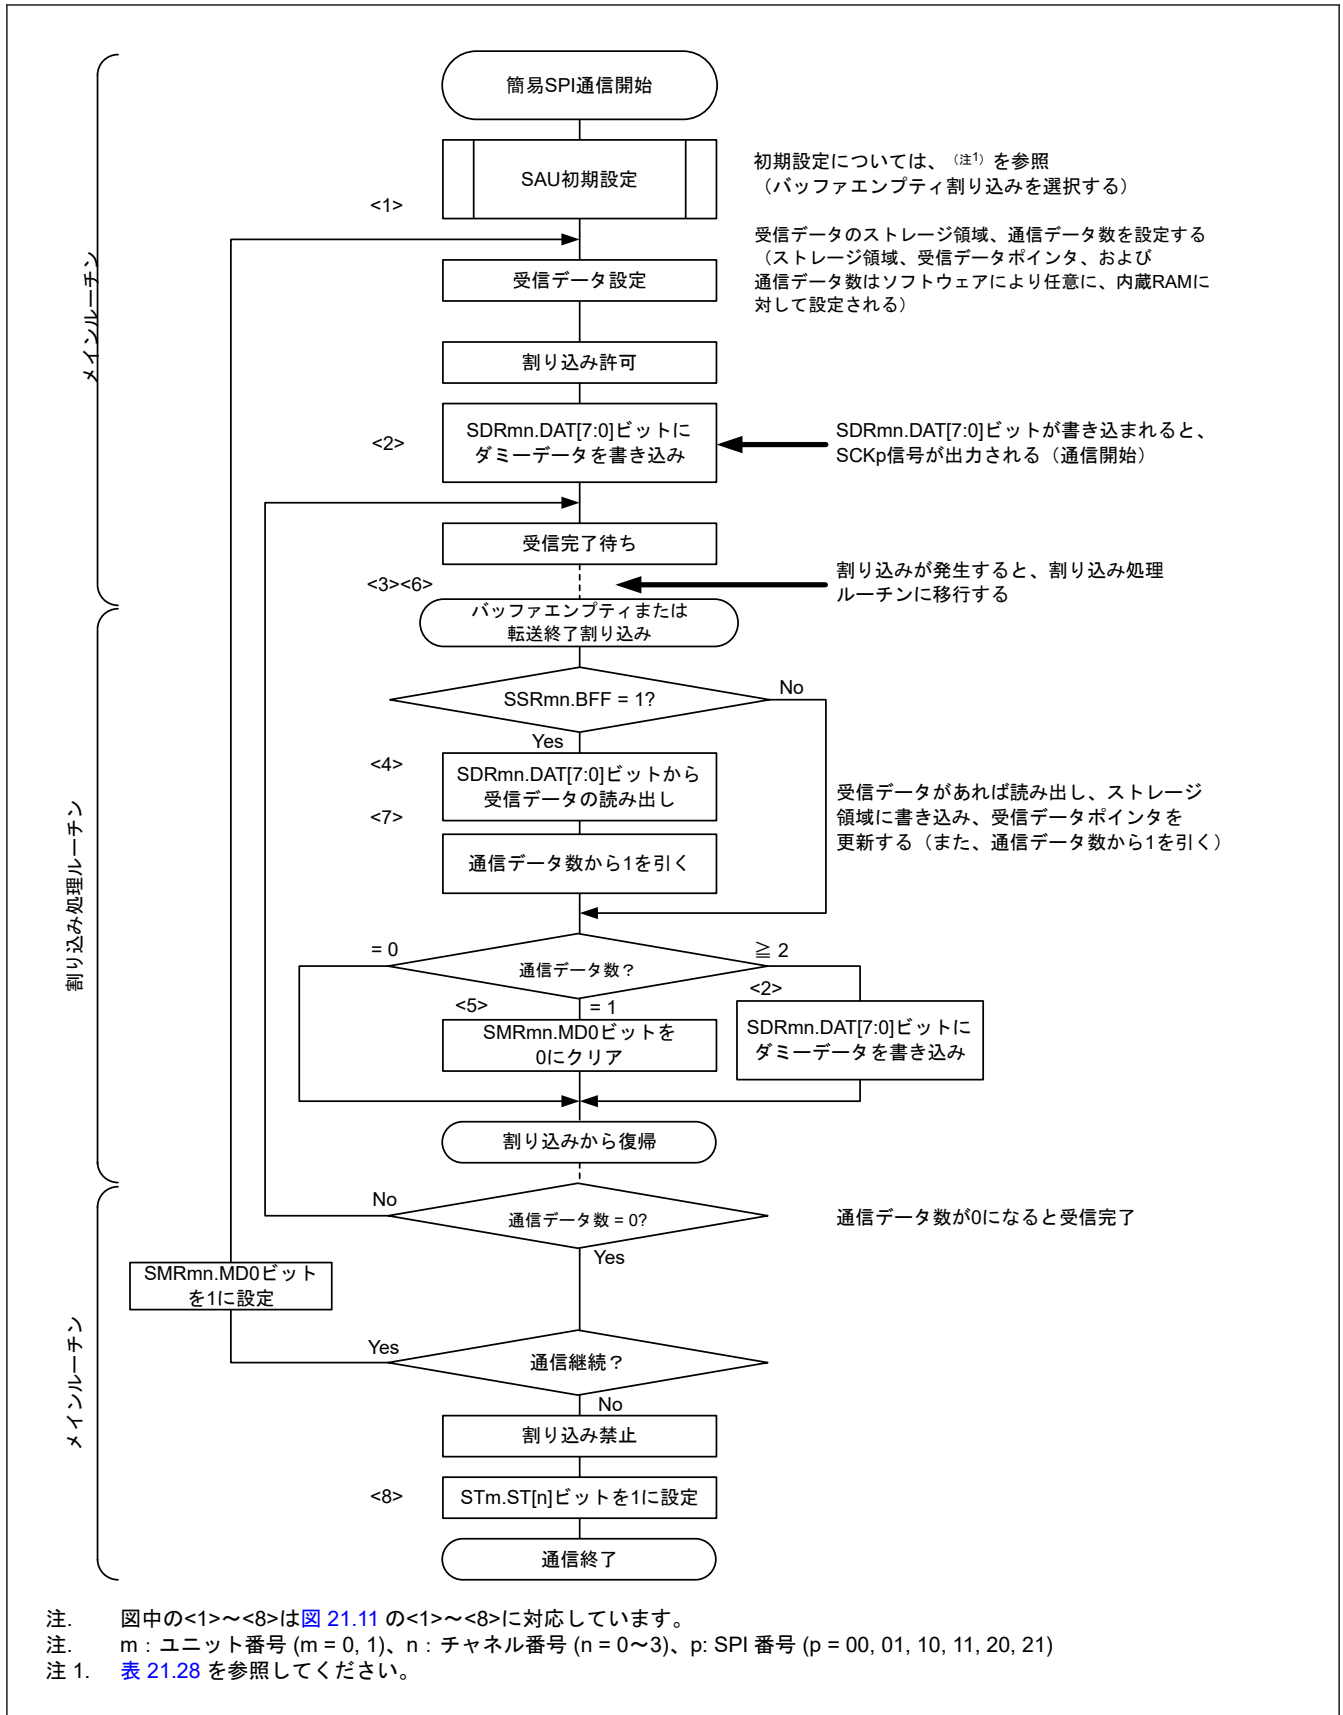 簡易SPI通信開始
SAU初期設定
初期設定については、（注1）を参照
（バッファエンプティ割り込みを選択する）
<1>
受信データ設定
受信データのストレージ領域、通信データ数を設定する
（ストレージ領域、受信データポインタ、および
通信データ数はソフトウェアにより任意に、内蔵RAMに
対して設定される）
メインルーチン
割り込み許可
<2>
SDRmn.DAT[7:0]ビットに
ダミーデータを書き込み
SDRmn.DAT[7:0]ビットが書き込まれると、
SCKp信号が出力される（通信開始）
受信完了待ち
<3><6>
割り込みが発生すると、割り込み処理
ルーチンに移行する
バッファエンプティまたは
転送終了割り込み
SSRmn.BFF = 1?
No
Yes
<4>
SDRmn.DAT[7:0]ビットから
受信データの読み出し
<7>
通信データ数から1を引く
受信データがあれば読み出し、ストレージ
領域に書き込み、受信データポインタを
更新する（また、通信データ数から1を引く）
割り込み処理ルーチン
= 0
通信データ数？
≧ 2
<5>
= 1
<2>
SMRmn.MD0ビットを
0にクリア
SDRmn.DAT[7:0]ビットに
ダミーデータを書き込み
割り込みから復帰
No
通信データ数 = 0?
通信データ数が0になると受信完了
Yes
SMRmn.MD0ビット
を1に設定
メインルーチン
Yes
通信継続？
No
割り込み禁止
<8>
STm.ST[n]ビットを1に設定
通信終了
注. 図中の<1>～<8>は図 21.11 の<1>～<8>に対応しています。
注. m：ユニット番号 (m = 0, 1)、n：チャネル番号 (n = 0～3)、p: SPI 番号 (p = 00, 01, 10, 11, 20, 21)
注 1. 表 21.28 を参照してください。